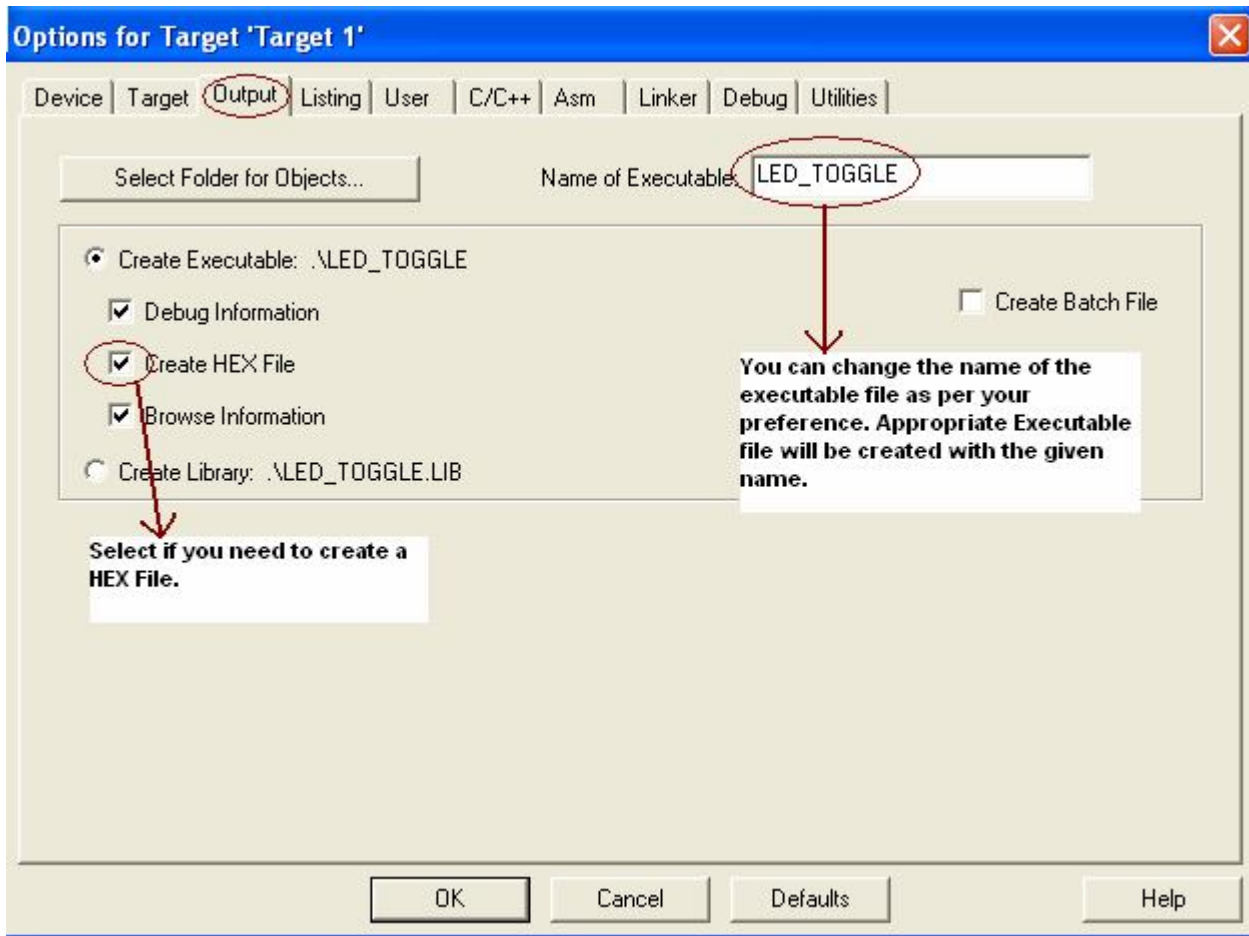 Options for Target 'Target 1'
Device Target Output Listing User C/C++ Asm Linker Debug Utilities
Select Folder for Objects... Name of Executable: LED_TOGGLE
Create Executable: .\LED_TOGGLE
Debug Information
Create Batch File
Create HEX File
Browse Information
Create Library: .\LED_TOGGLE.LIB
You can change the name of the
executable file as per your
preference. Appropriate Executable
file will be created with the given
name.
Select if you need to create a
HEX File.
OK Cancel Defaults Help